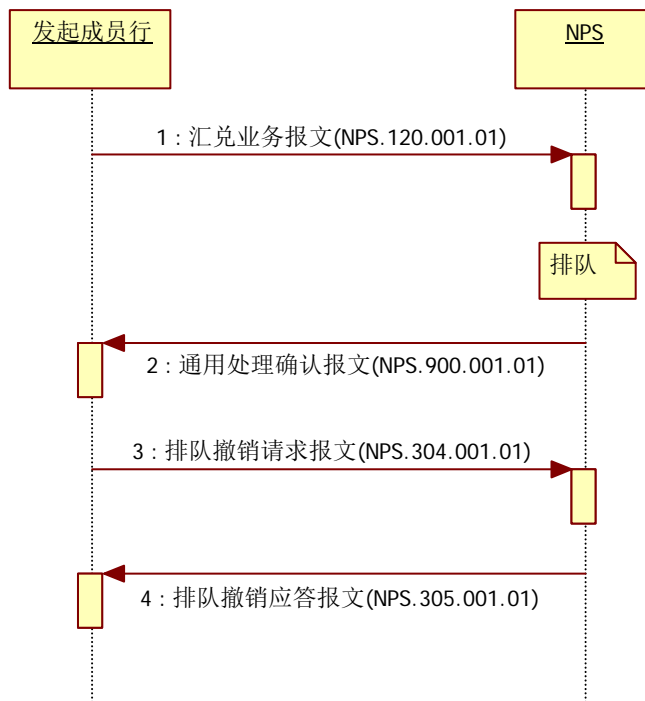 发起成员行
NPS
1 : 汇兑业务报文(NPS.120.001.01)
排队
2 : 通用处理确认报文(NPS.900.001.01)
3 : 排队撤销请求报文(NPS.304.001.01)
4 : 排队撤销应答报文(NPS.305.001.01)